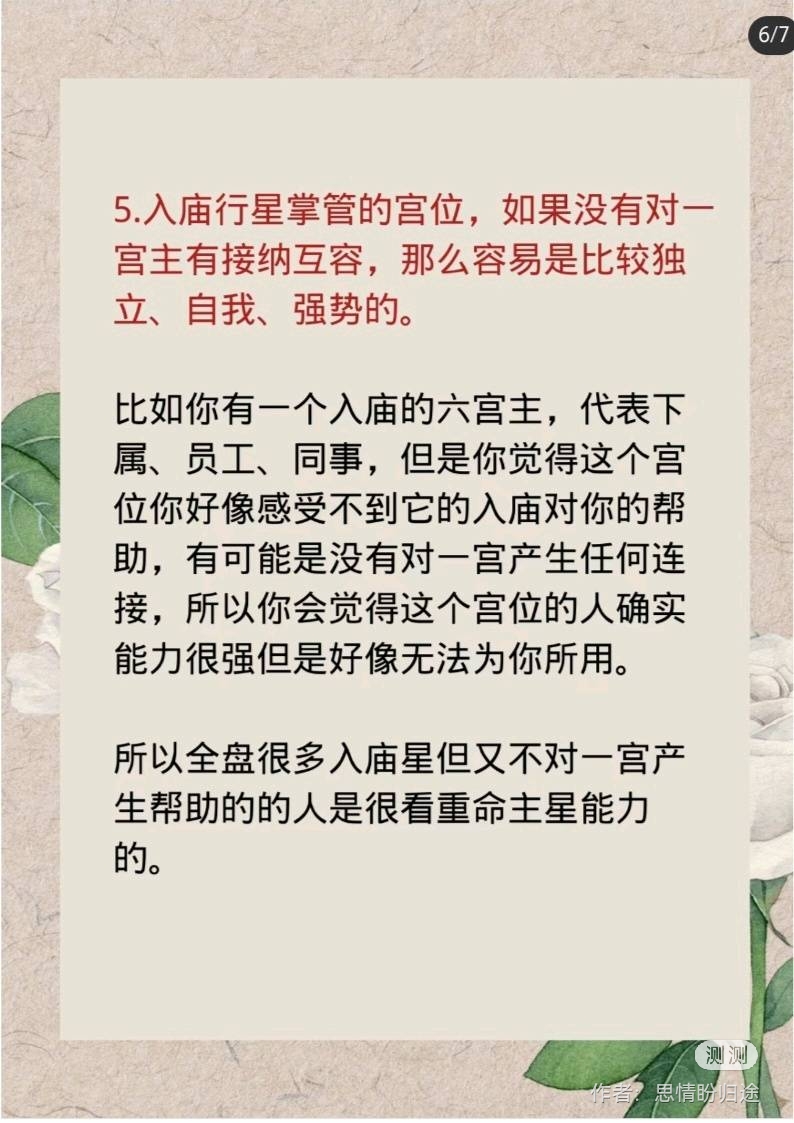 6/7
5.入庙行星掌管的宫位，如果没有对一
宫主有接纳互容，那么容易是比较独
立、自我、强势的。
比如你有一个入庙的六宫主，代表下
属、员工、同事，但是你觉得这个宫
位你好像感受不到它的入庙对你的帮
助，有可能是没有对一宫产生任何连
接，所以你会觉得这个宫位的人确实
能力很强但是好像无法为你所用。
所以全盘很多入庙星但又不对一宫产
生帮助的的人是很看重命主星能力
的。
测测
作者：思情盼归途